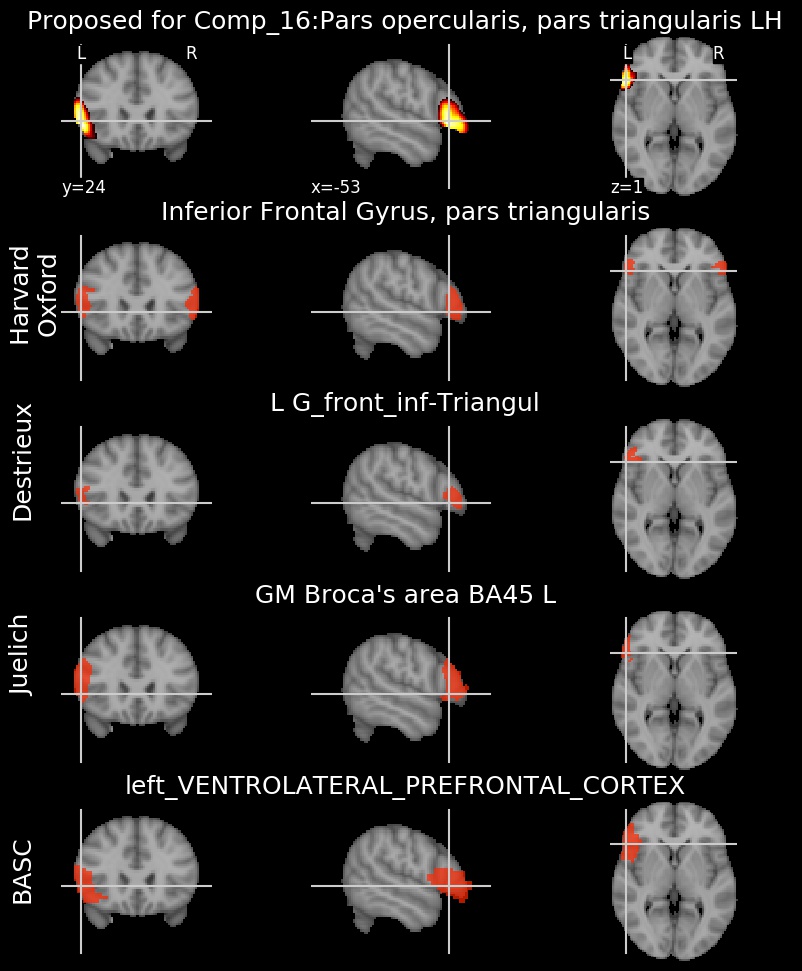 Proposed for Comp_16:Pars opercularis, pars triangularis LH
L R L R
y=24 x=-53 z=1
Inferior Frontal Gyrus, pars triangularis
Harvard
Oxford
L G_front_inf-Triangul
Destrieux
GM Broca's area BA45 L
Juelich
left_VENTROLATERAL_PREFRONTAL_CORTEX
BASC